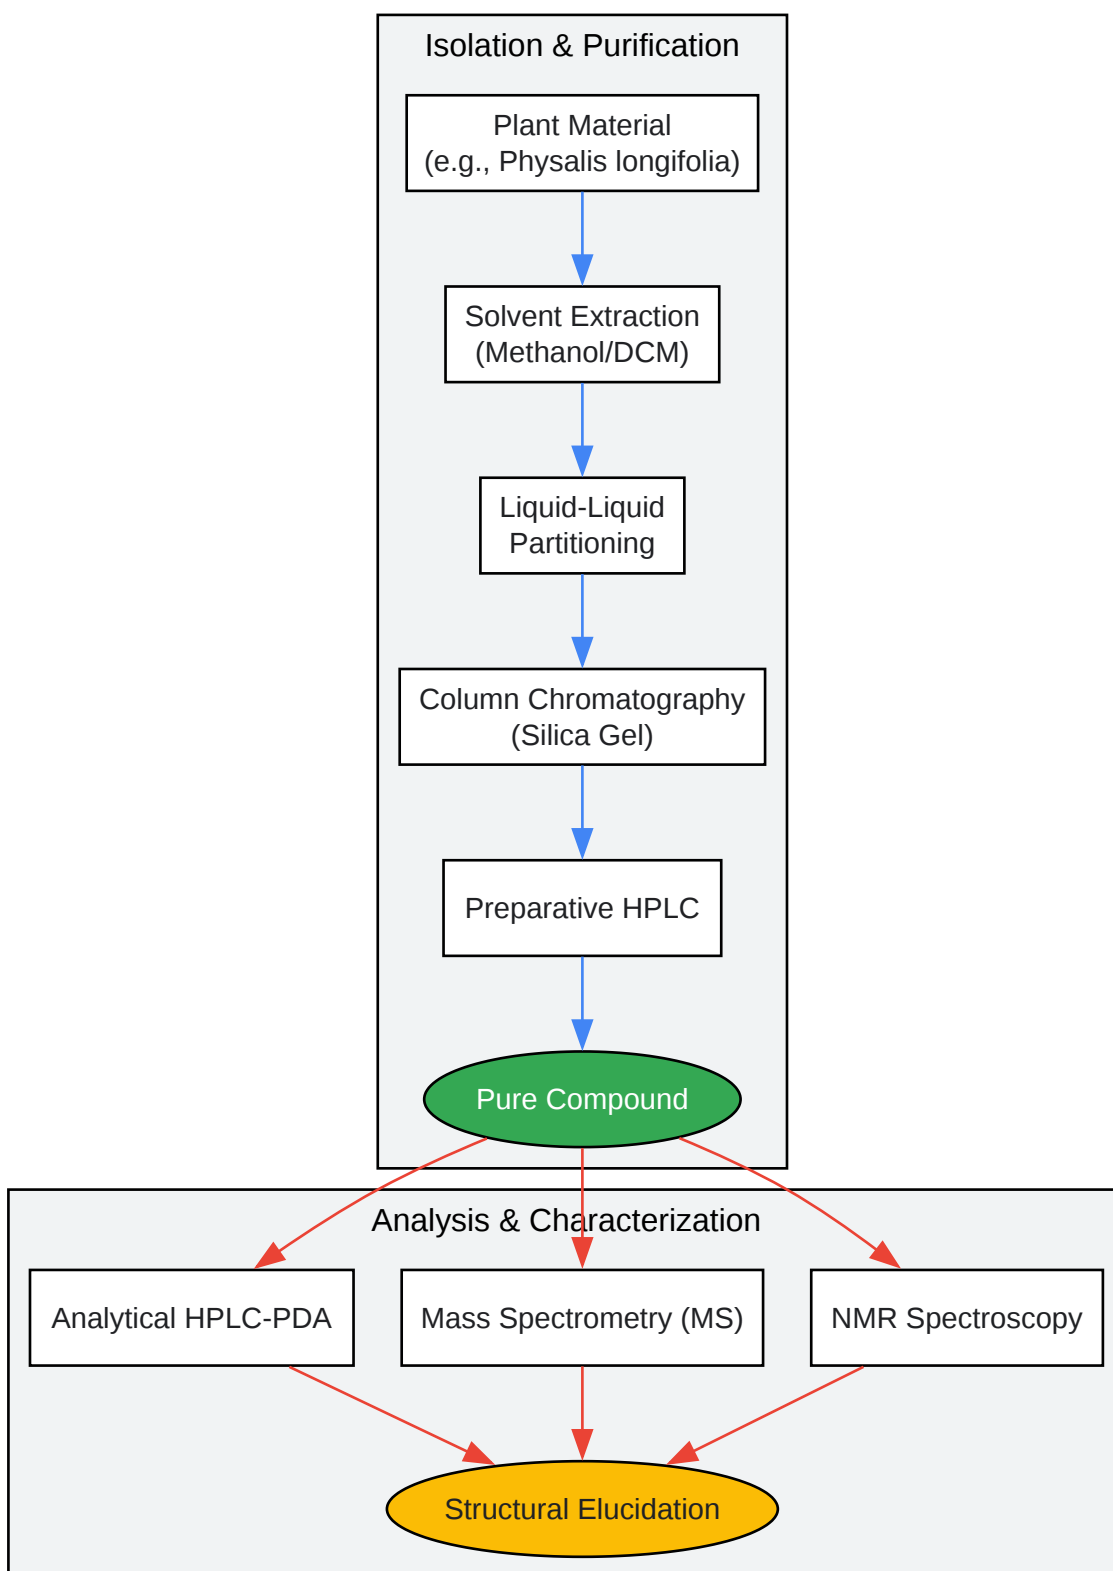 Isolation & Purification
Plant Material
(e.g., Physalis longifolia)
Solvent Extraction
(Methanol/DCM)
Liquid-Liquid
Partitioning
Column Chromatography
(Silica Gel)
Preparative HPLC
Pure Compound
Analysis & Characterization
Analytical HPLC-PDA
Mass Spectrometry (MS)
NMR Spectroscopy
Structural Elucidation